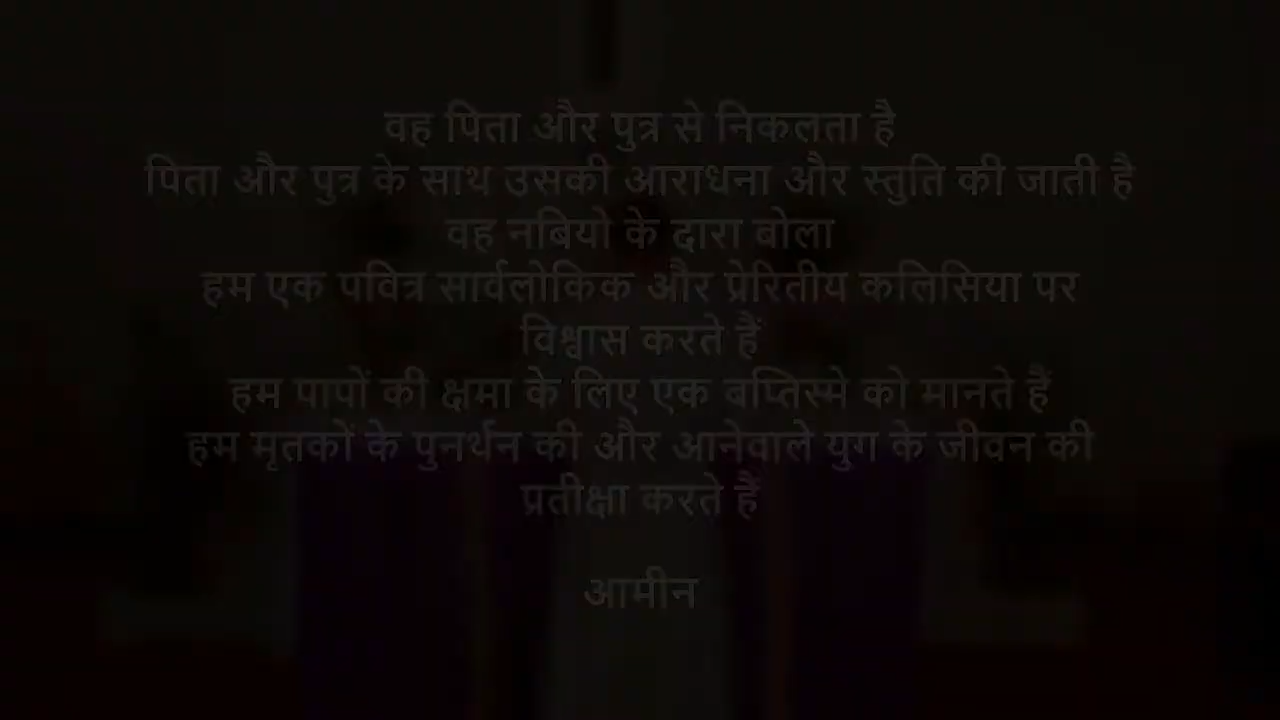 वह पिता और पुत्र से निकलता है
पिता और पुत्र के साथ उसकी आराधना और स्तुति की जाती है
वह नबियो के दारा बोला
हम एक पवित्र सार्वलोकिक और प्रेरितीय कलिसिया पर
विश्वास करते हैं
हम पापों की क्षमा के लिए एक बप्तिस्मे को मानते हैं
हम मृतकों के पुनर्थन की और आनेवाले युग के जीवन की
प्रतीक्षा करते हैं
आमीन